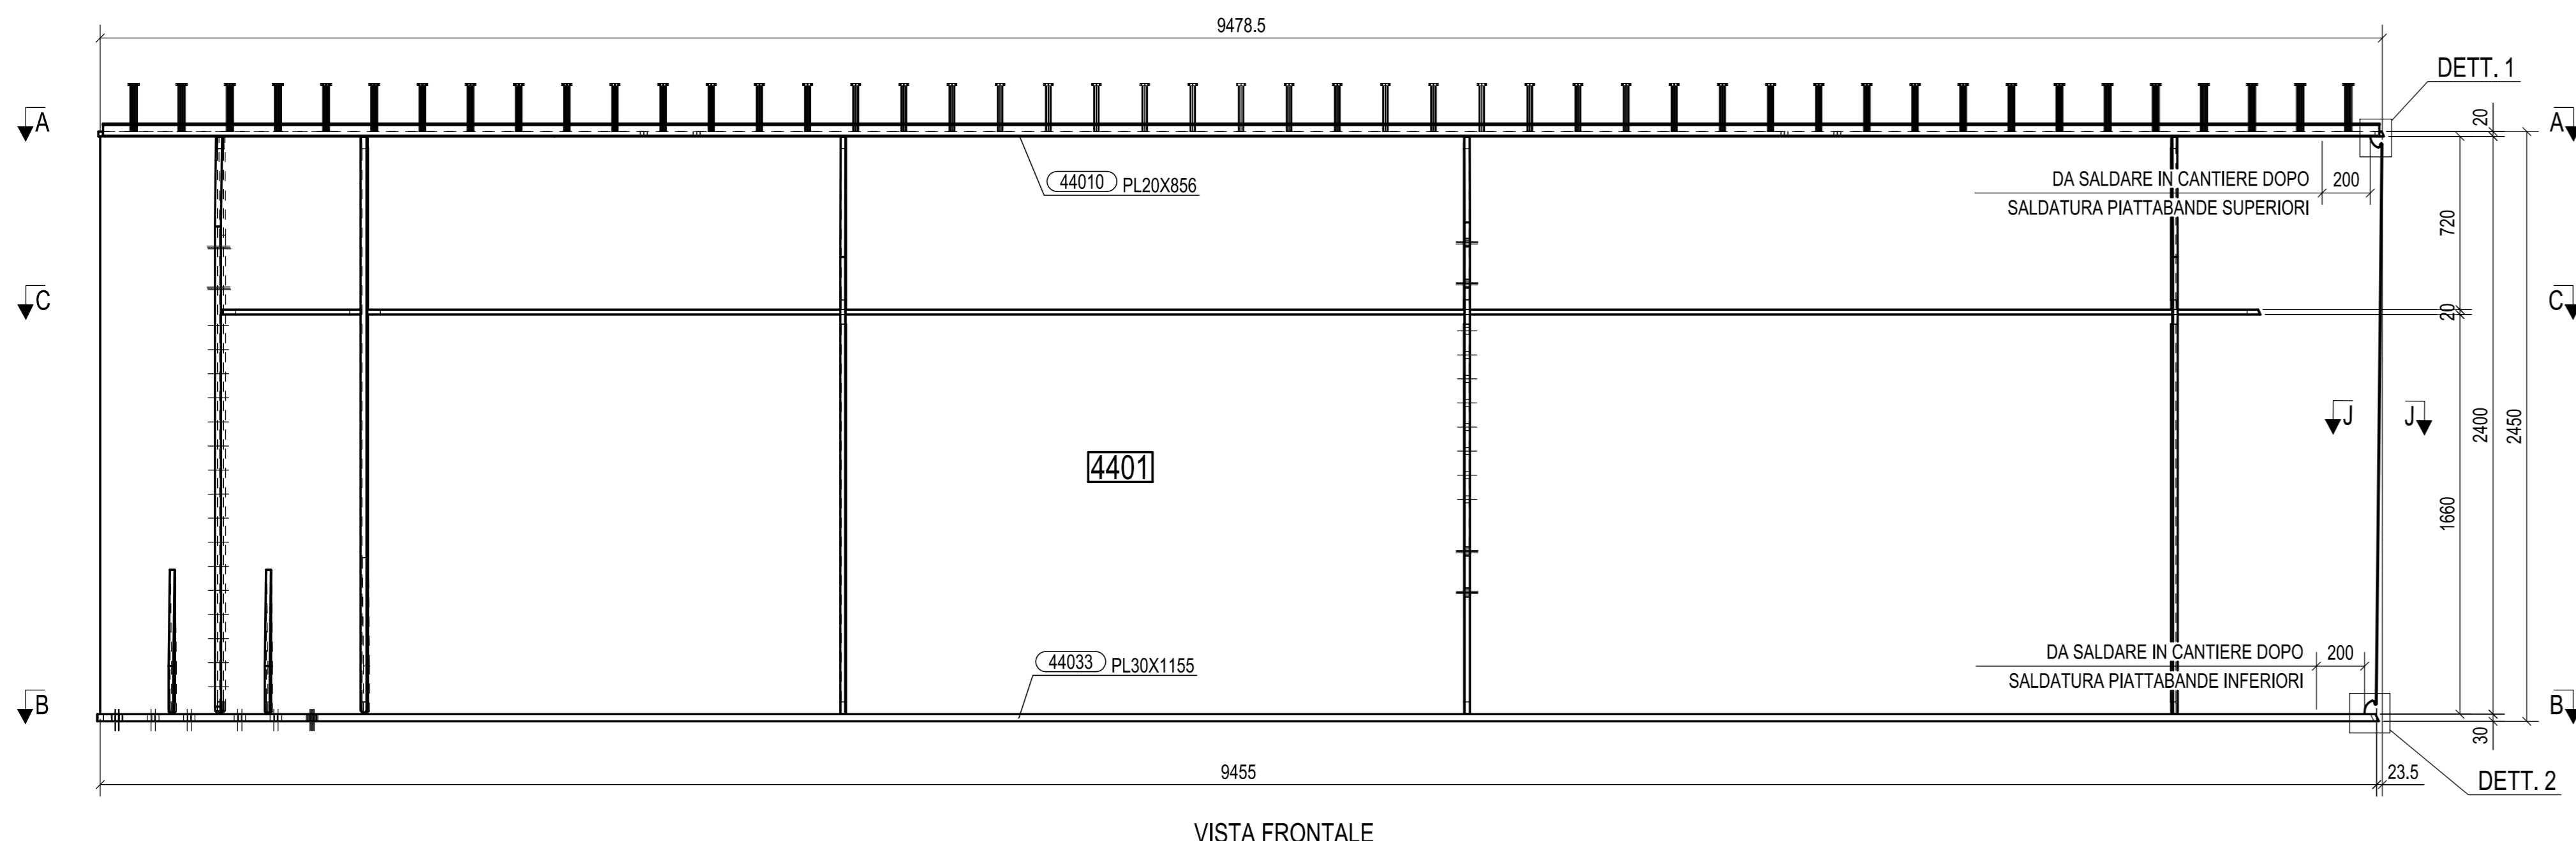 9478.5
DETT. 1
A
A
20
44010 PL20X856
DA SALDARE IN CANTIERE DOPO 200
SALDATURA PIATTABANDE SUPERIORI
720
C
C
20
J
J
2400
2450
4401
1660
44033 PL30X1155
DA SALDARE IN CANTIERE DOPO 200
SALDATURA PIATTABANDE INFERIORI
B
B
30
9455
23.5
DETT. 2
VISTA FRONTALE